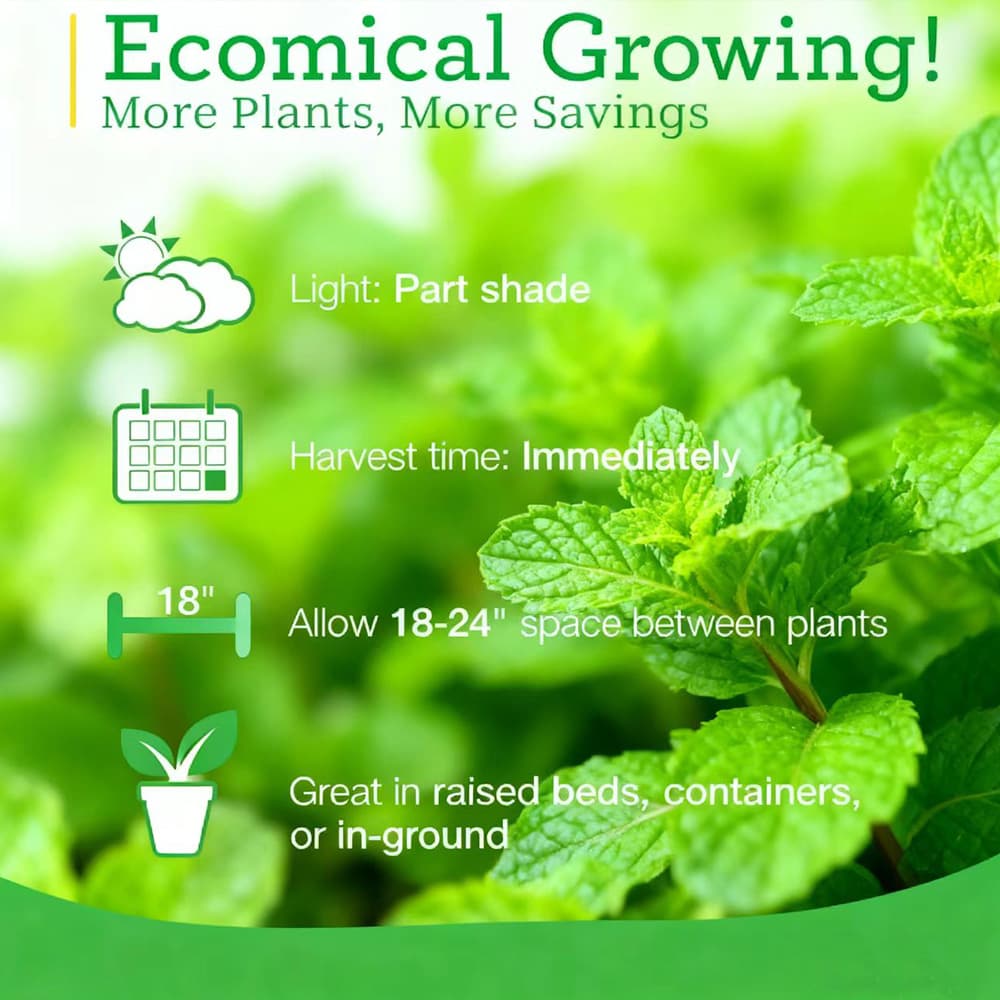 Ecomical Growing!
More Plants, More Savings
Light: Part shade
Harvest time: Immediately
18"
Allow 18-24" space between plants
Great in raised beds, containers,
or in-ground